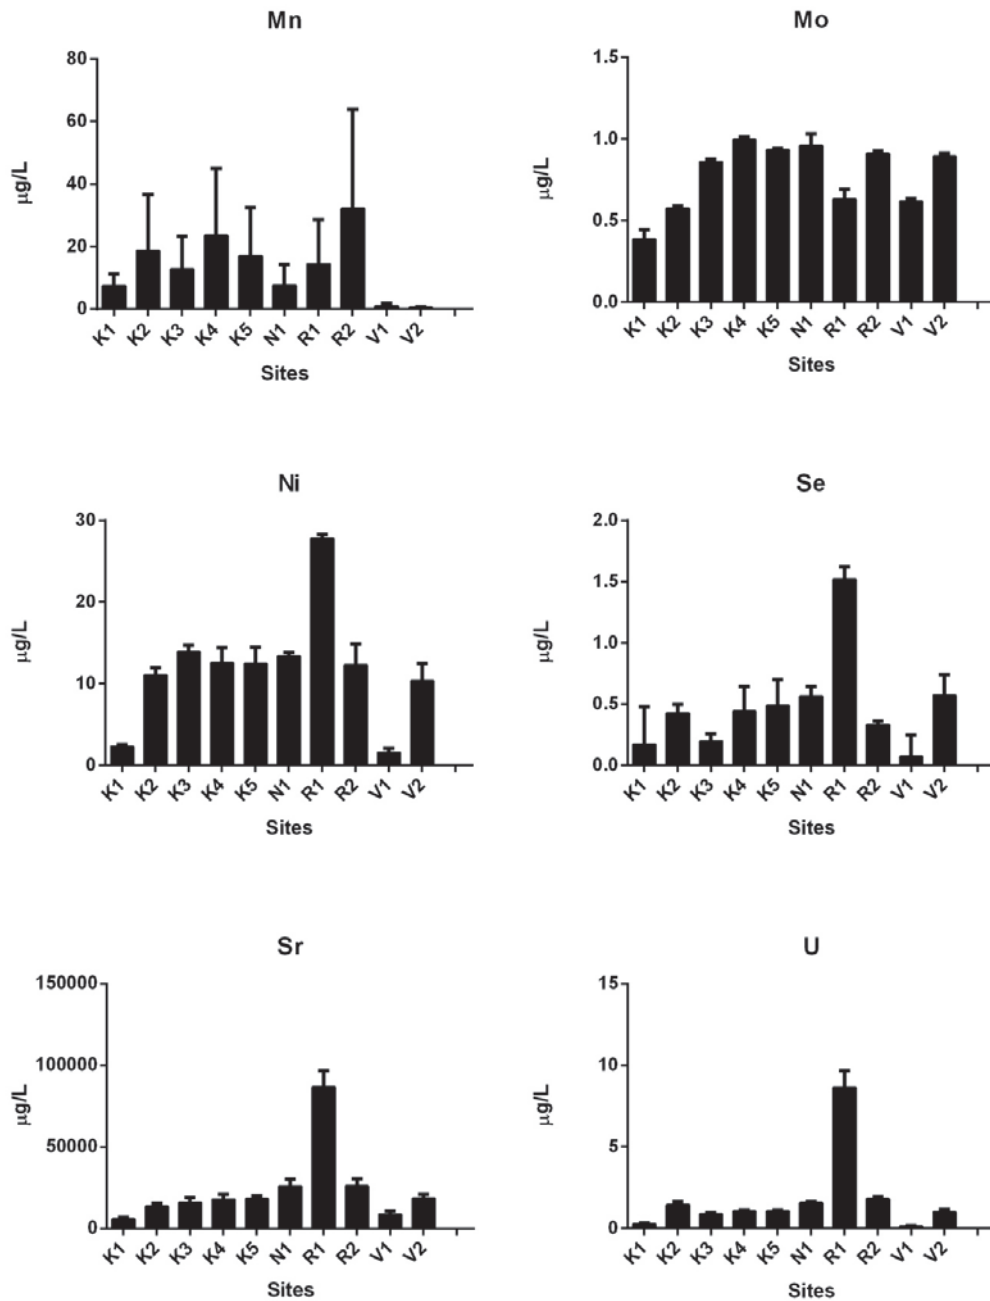 Mn
80
60
40
20
0
µg/L
K1 K2 K3 K4 K5 N1 R1 R2 V1 V2
Sites
Mo
1.5
1.0
0.5
0.0
µg/L
K1 K2 K3 K4 K5 N1 R1 R2 V1 V2
Sites
Ni
30
20
10
0
µg/L
K1 K2 K3 K4 K5 N1 R1 R2 V1 V2
Sites
Se
2.0
1.5
1.0
0.5
0.0
µg/L
K1 K2 K3 K4 K5 N1 R1 R2 V1 V2
Sites
Sr
150000
100000
50000
0
µg/L
K1 K2 K3 K4 K5 N1 R1 R2 V1 V2
Sites
U
15
10
5
0
µg/L
K1 K2 K3 K4 K5 N1 R1 R2 V1 V2
Sites